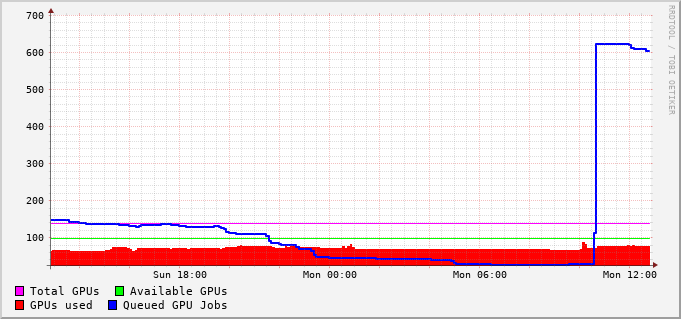 700
600
500
400
300
200
100
Sun 18:00 Mon 00:00 Mon 06:00 Mon 12:00
Total GPUs Available GPUs
GPUs used Queued GPU Jobs
RRDTOOL / TOBI OETIKER